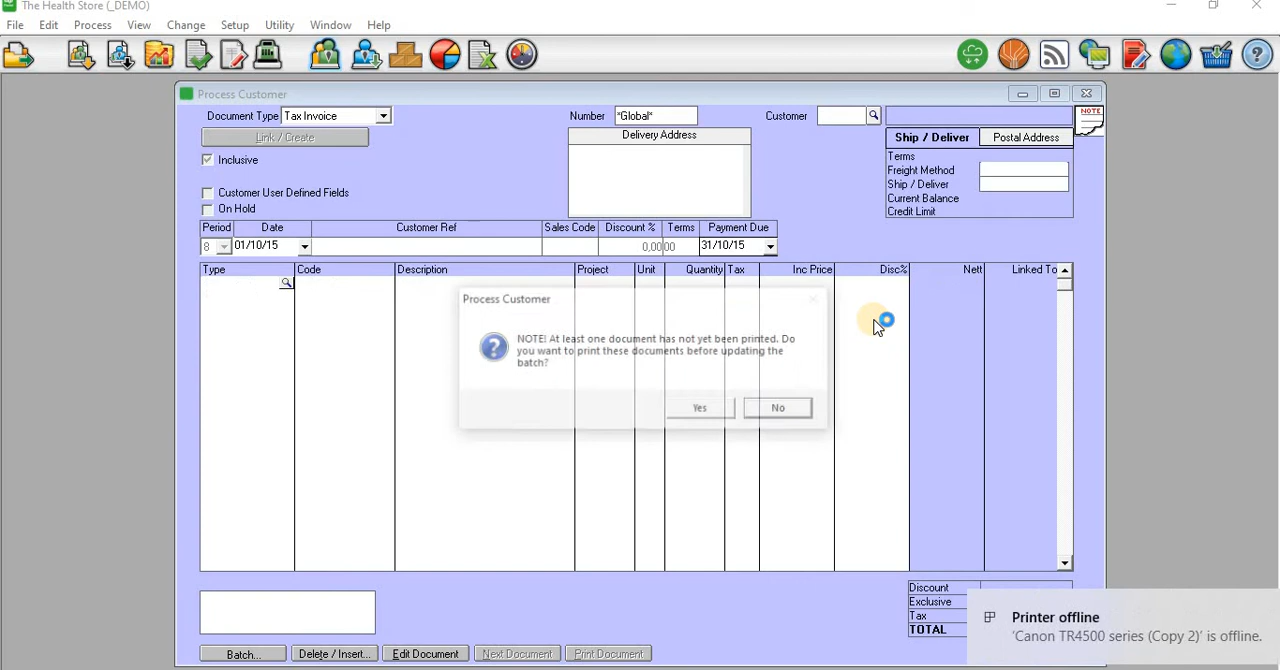 The Health Store (_DEMO)
File Edit Process View Change Setup Utility Window Help
Process Customer
Document Type Tax Invoice Number *Global* Customer
Link / Create
Delivery Address
Ship / Deliver Postal Address
NOTE
Inclusive
Terms
Freight Method
Ship / Deliver
Current Balance
Credit Limit
Customer User Defined Fields
On Hold
Period Date Customer Ref Sales Code Discount % Terms Payment Due
8 01/10/15 0,00 00 31/10/15
Type Code Description Project Unit Quantity Tax Inc Price Disc% Nett Linked To
Process Customer
NOTE! At least one document has not yet been printed. Do
you want to print these documents before updating the
batch?
Yes No
Discount
Exclusive
Tax
TOTAL
Printer offline
'Canon TR4500 series (Copy 2)' is offline.
Batch... Delete / Insert... Edit Document Next Document Print Document